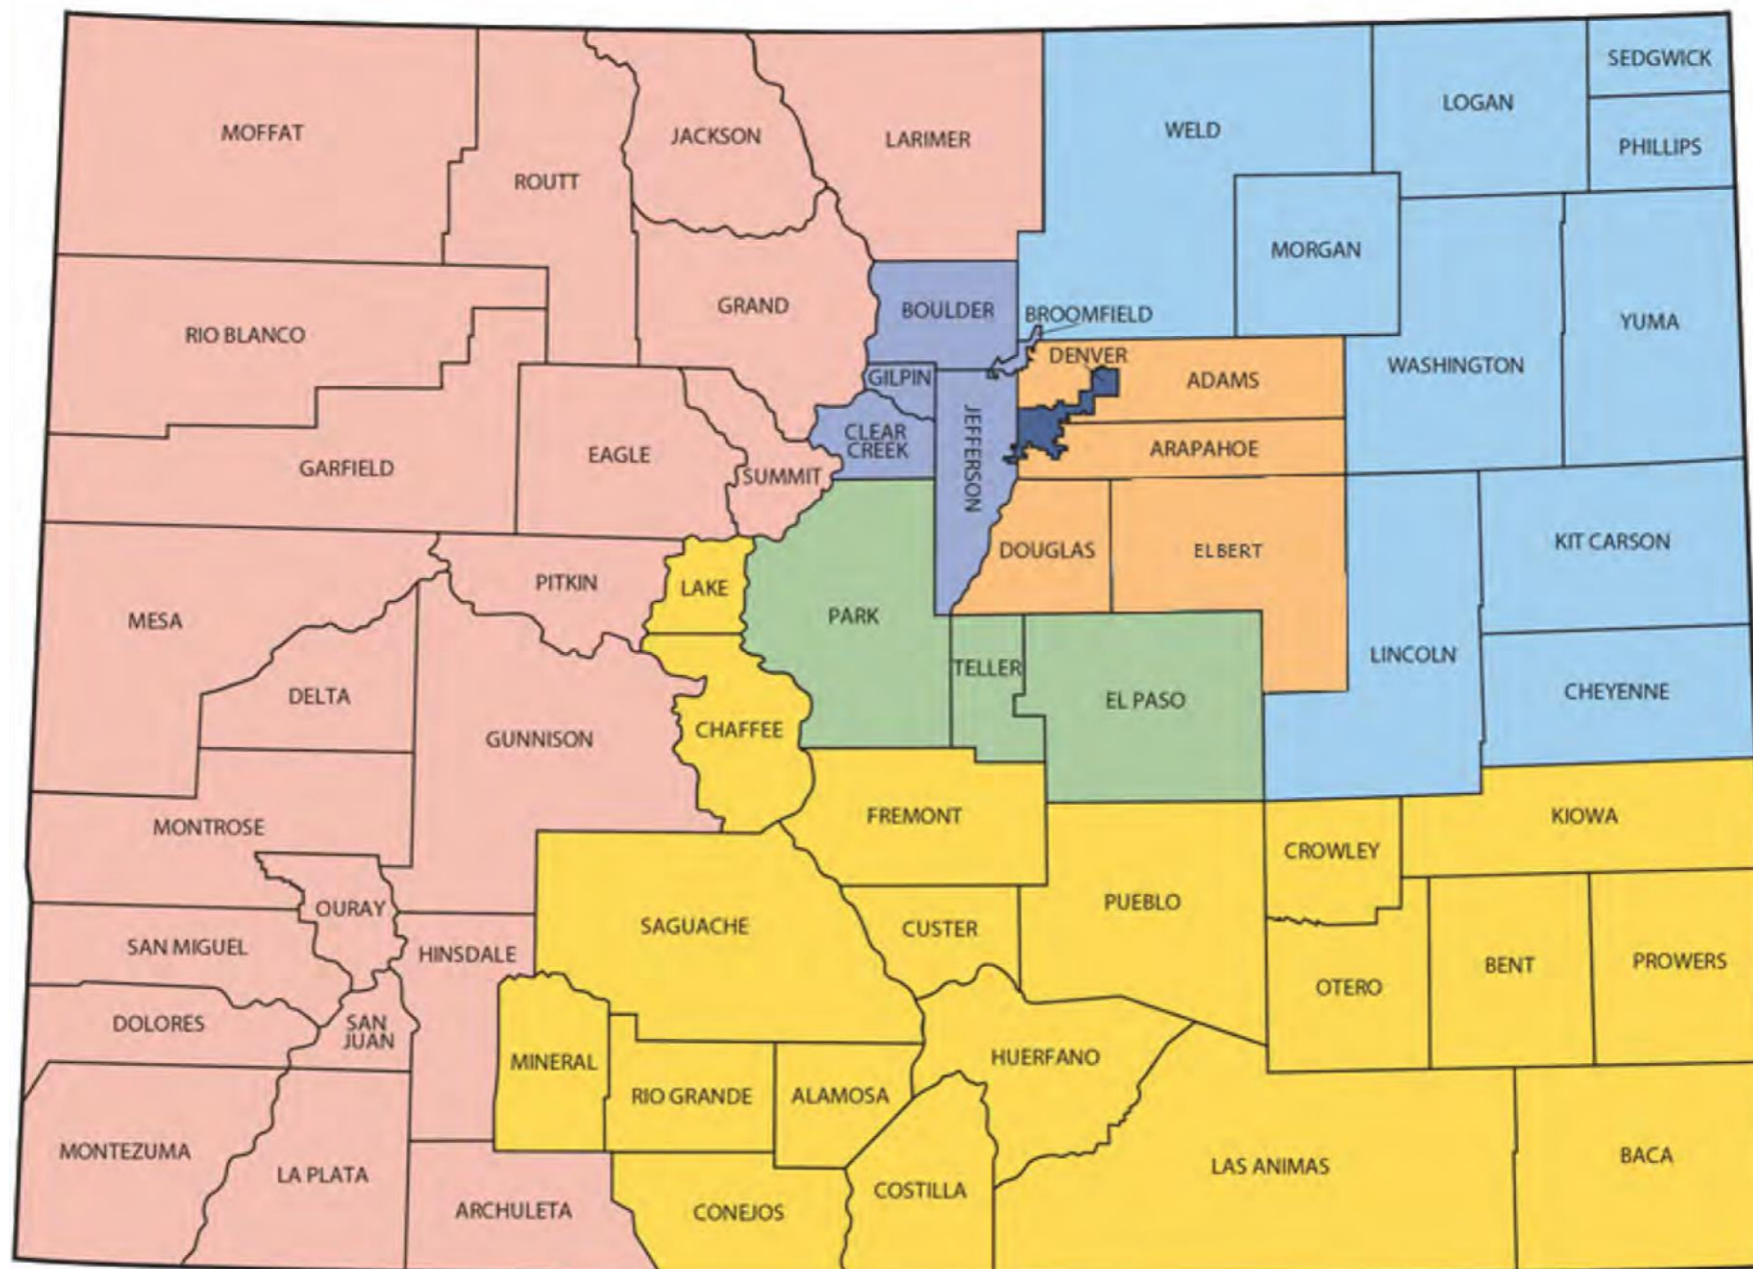 SEDGWICK
LOGAN
MOFFAT
JACKSON
LARIMER
WELD
PHILLIPS
ROUTT
MORGAN
GRAND
BOULDER
BROOMFIELD
YUMA
RIO BLANCO
DENVER
WASHINGTON
GILPIN
ADAMS
JEFFERSON
CLEAR
CREEK
ARAPAHOE
GARFIELD
EAGLE
SUMMIT
DOUGLAS
ELBERT
KIT CARSON
PITKIN
LAKE
MESA
PARK
LINCOLN
TELLER
CHEYENNE
DELTA
EL PASO
GUNNISON
CHAFFEE
MONTROSE
FREMONT
KIOWA
CROWLEY
OURAY
PUEBLO
SAGUACHE
CUSTER
SAN MIGUEL
HINSDALE
BENT
PROWERS
OTERO
DOLORES
SAN
JUAN
MINERAL
HUERFANO
RIO GRANDE
ALAMOSA
MONTEZUMA
LA PLATA
LAS ANIMAS
BACA
COSTILLA
ARCHULETA
CONEJOS